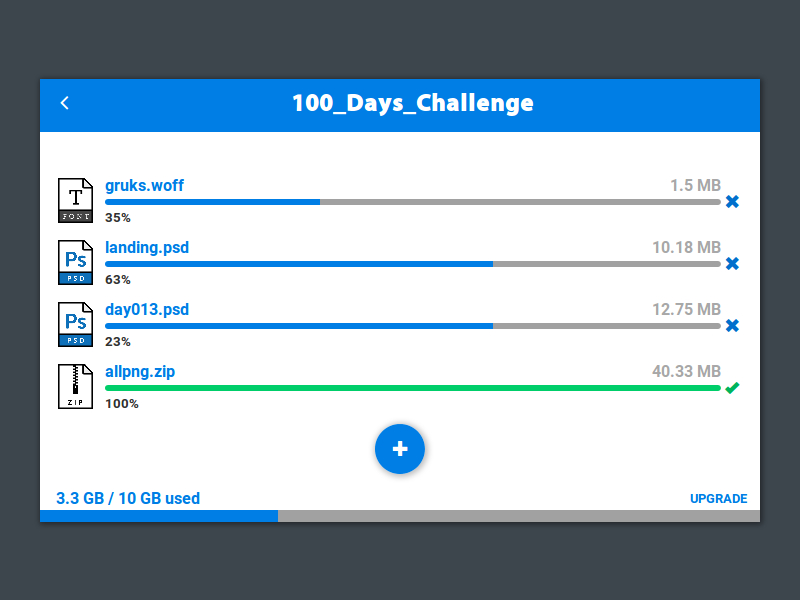 100_Days_Challenge
T
FONT
gruks.woff 1.5 MB
35%
Ps
PSD
landing.psd 10.18 MB
63%
Ps
PSD
day013.psd 12.75 MB
23%
ZIP
allpng.zip 40.33 MB
100%
3.3 GB / 10 GB used UPGRADE